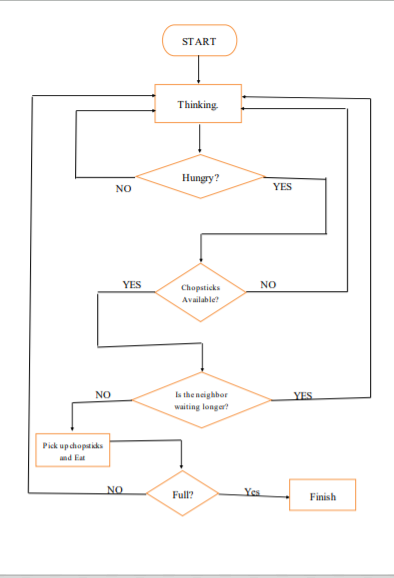 START
Thinking.
Hungry?
NO
YES
YES
NO
Chopsticks
Available?
NO
YES
Is the neighbor
waiting longer?
Pick up chopsticks
and Eat
NO
Full?
Yes
Finish